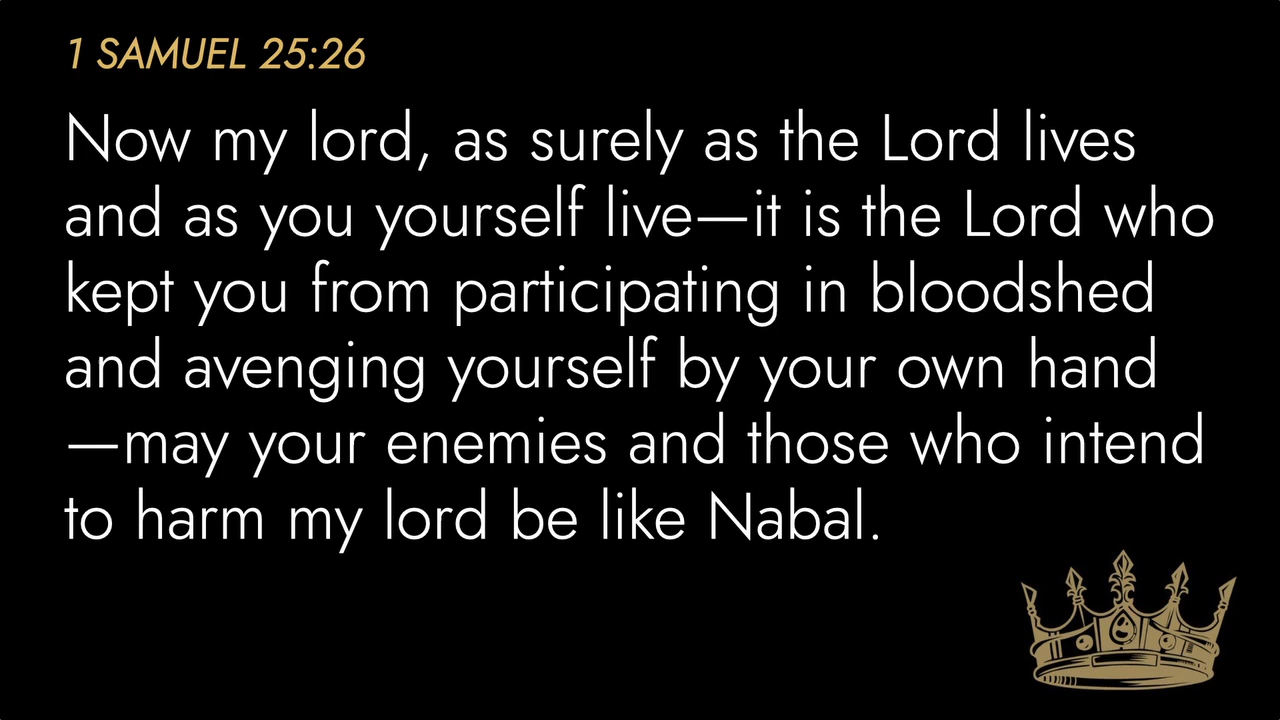 1 SAMUEL 25:26
Now my lord, as surely as the Lord lives
and as you yourself live—it is the Lord who
kept you from participating in bloodshed
and avenging yourself by your own hand
—may your enemies and those who intend
to harm my lord be like Nabal.